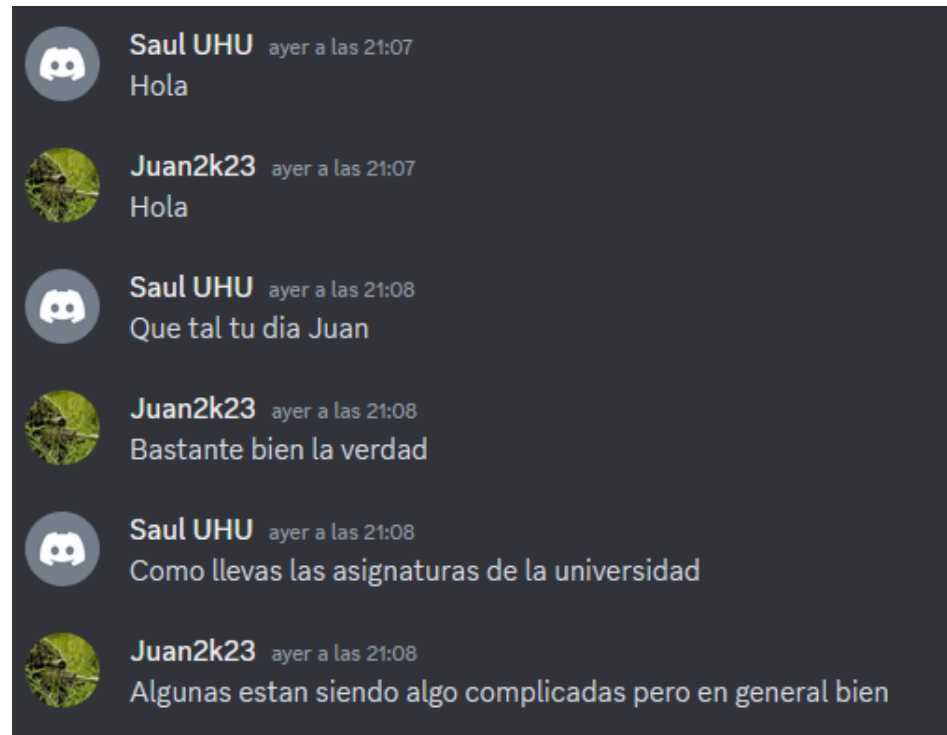 Saul UHU ayer a las 21:07
Hola
Juan2k23 ayer a las 21:07
Hola
Saul UHU ayer a las 21:08
Que tal tu dia Juan
Juan2k23 ayer a las 21:08
Bastante bien la verdad
Saul UHU ayer a las 21:08
Como llevas las asignaturas de la universidad
Juan2k23 ayer a las 21:08
Algunas estan siendo algo complicadas pero en general bien